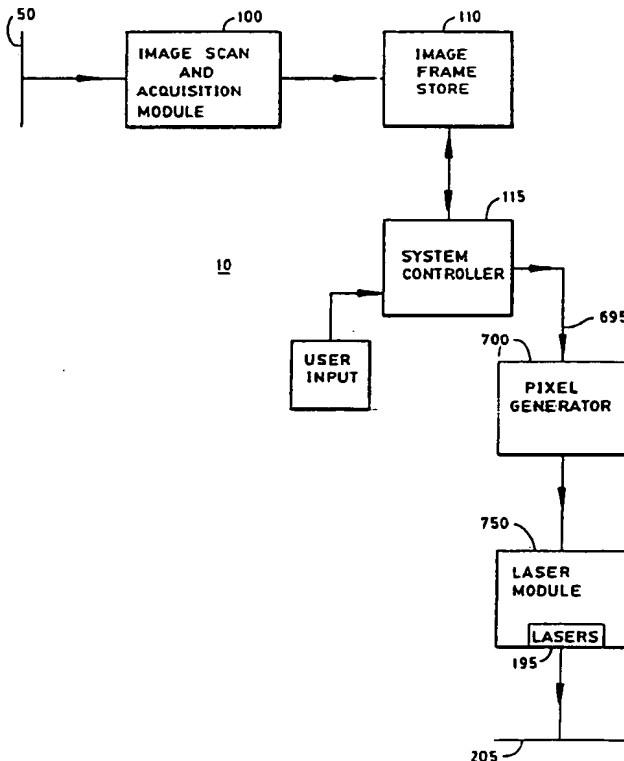 50
100
110
IMAGE SCAN
AND
ACQUISITION
MODULE
IMAGE
FRAME
STORE
115
SYSTEM
CONTROLLER
10
695
USER
INPUT
700
PIXEL
GENERATOR
750
LASER
MODULE
LASERS
195
205